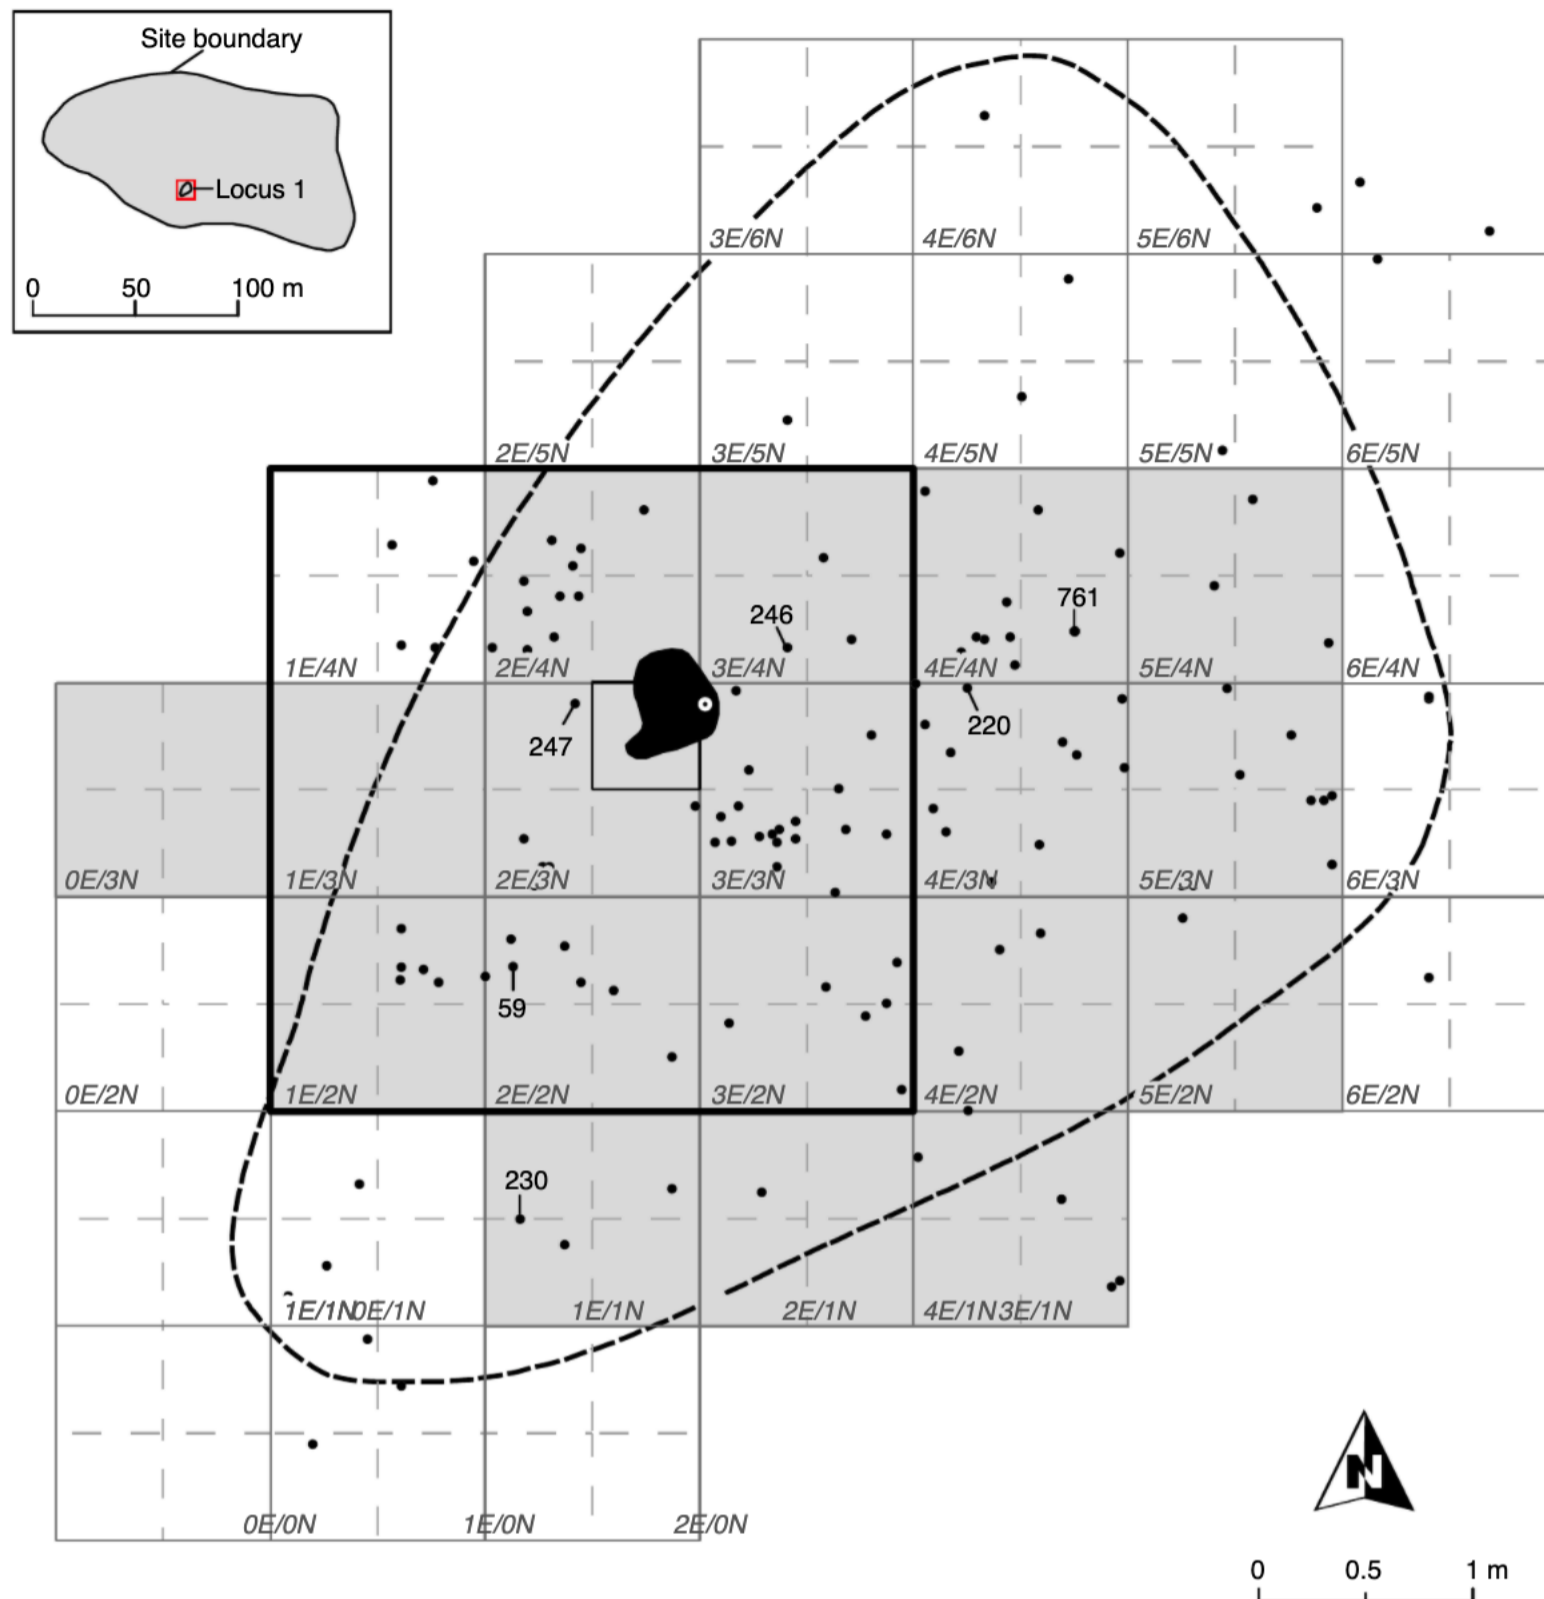 Site boundary
Locus 1
0 50 100 m
3E/6N 4E/6N 5E/6N
2E/5N 3E/5N 4E/5N 5E/5N 6E/5N
246 761
1E/4N 2E/4N 3E/4N 4E/4N 5E/4N 6E/4N
247 220
0E/3N 1E/3N 2E/3N 3E/3N 4E/3N 5E/3N 6E/3N
59
0E/2N 1E/2N 2E/2N 3E/2N 4E/2N 5E/2N 6E/2N
230
1E/1N 0E/1N 1E/1N 2E/1N 4E/1N 3E/1N
N
0E/0N 1E/0N 2E/0N
0 0.5 1 m